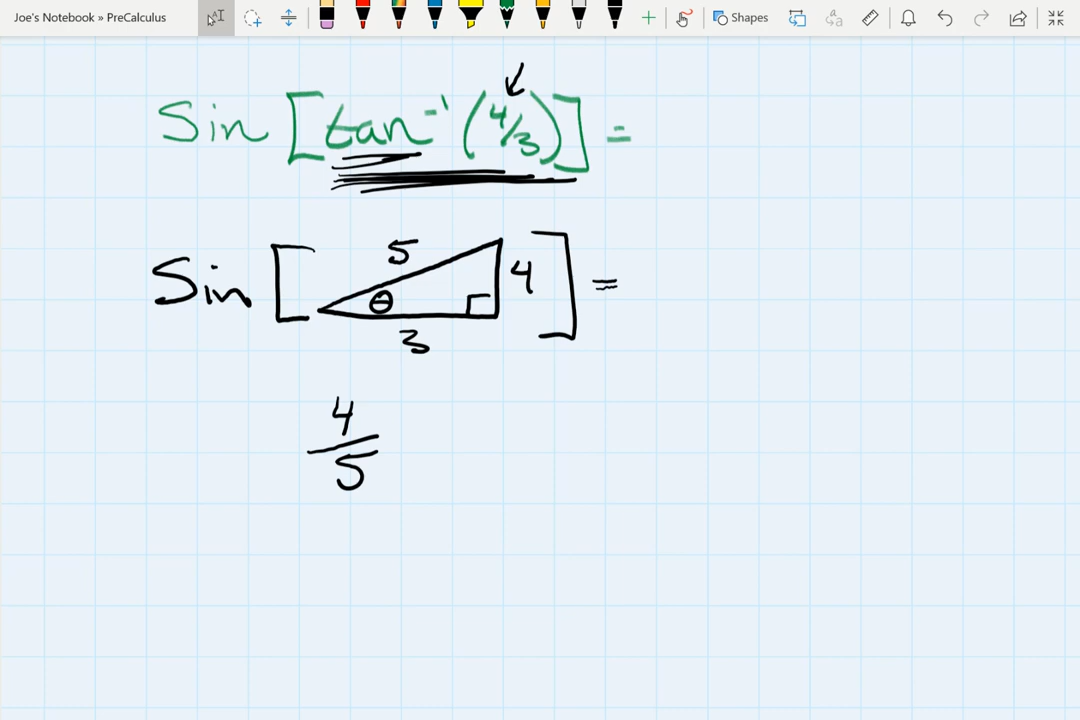 Joe's Notebook » PreCalculus
Shapes
Sin [tan⁻¹(4/3)] =
5
Sin [ θ 4 ] =
3
4
5